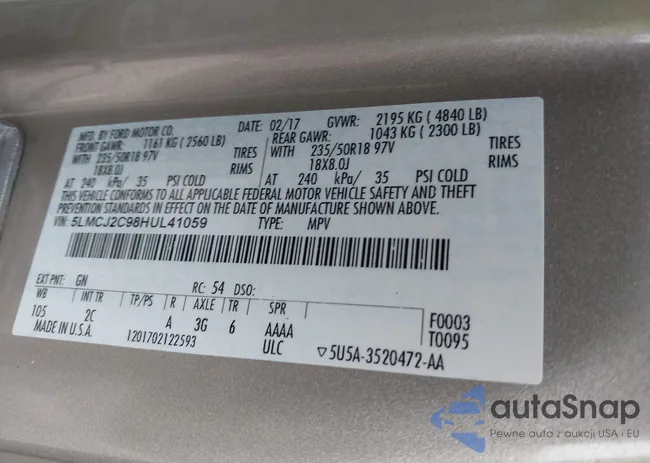 MFD. BY FORD MOTOR CO.
DATE: 02/17 GVWR: 2195 KG ( 4840 LB)
FRONT GAWR: 1161 KG ( 2560 LB) REAR GAWR: 1043 KG ( 2300 LB)
WITH 235/50R18 97V TIRES WITH 235/50R18 97V TIRES
18X8.0J RIMS 18X8.0J RIMS
AT 240 kPa/ 35 PSI COLD AT 240 kPa/ 35 PSI COLD
THIS VEHICLE CONFORMS TO ALL APPLICABLE FEDERAL MOTOR VEHICLE SAFETY AND THEFT
PREVENTION STANDARDS IN EFFECT ON THE DATE OF MANUFACTURE SHOWN ABOVE.
VIN: 5LMCJ2C98HUL41059 TYPE: MPV
EXT PNT: GN RC: 54 DSO:
WB INT TR TP/PS R AXLE TR SPR
105 2C A 3G 6 AAAA
F0003
T0095
MADE IN U.S.A. 1201702122593 ULC
▽5U5A-3520472-AA
autaSnap
Pewne auta z aukcji USA i EU